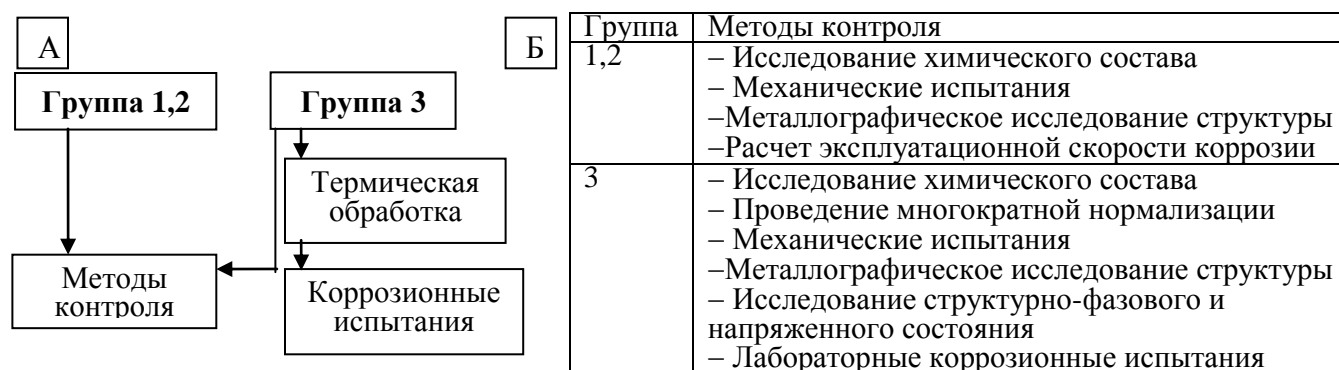 А
Группа 1,2
Группа 3
Термическая
обработка
Методы
контроля
Коррозионные
испытания
Б
Группа Методы контроля
1,2 – Исследование химического состава
– Механические испытания
–Металлографическое исследование структуры
–Расчет эксплуатационной скорости коррозии
3 – Исследование химического состава
– Проведение многократной нормализации
– Механические испытания
–Металлографическое исследование структуры
– Исследование структурно-фазового и
напряженного состояния
– Лабораторные коррозионные испытания